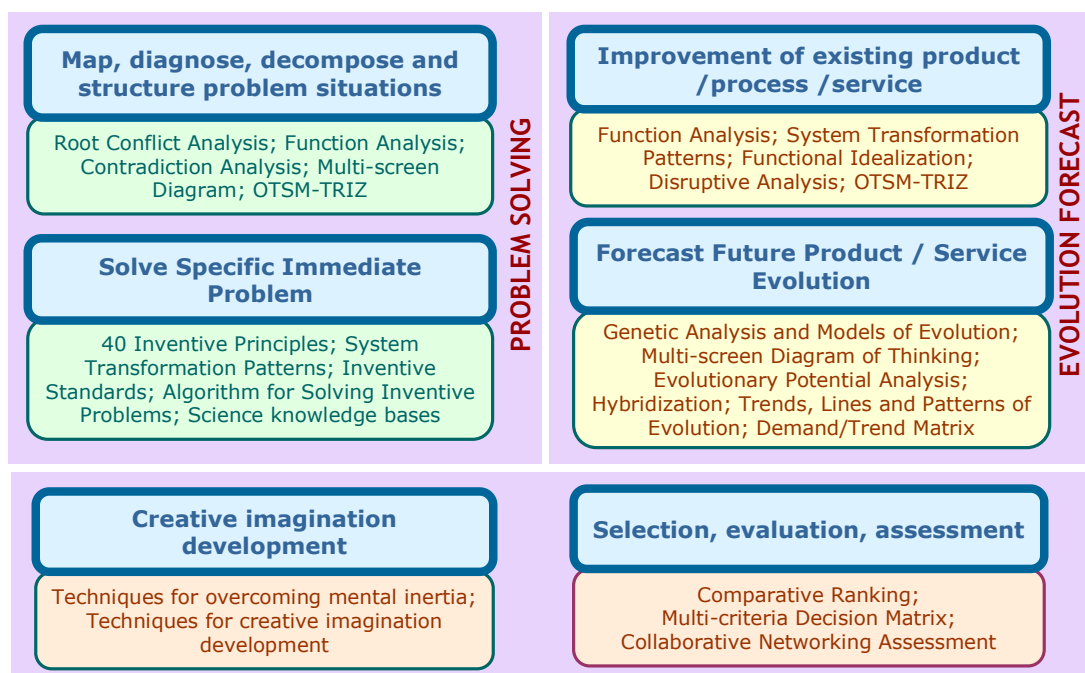 Map, diagnose, decompose and
structure problem situations
Root Conflict Analysis; Function Analysis;
Contradiction Analysis; Multi-screen
Diagram; OTSM-TRIZ
Solve Specific Immediate
Problem
40 Inventive Principles; System
Transformation Patterns; Inventive
Standards; Algorithm for Solving Inventive
Problems; Science knowledge bases
PROBLEM SOLVING
Improvement of existing product
/process /service
Function Analysis; System Transformation
Patterns; Functional Idealization;
Disruptive Analysis; OTSM-TRIZ
Forecast Future Product / Service
Evolution
Genetic Analysis and Models of Evolution;
Multi-screen Diagram of Thinking;
Evolutionary Potential Analysis;
Hybridization; Trends, Lines and Patterns of
Evolution; Demand/Trend Matrix
EVOLUTION FORECAST
Creative imagination
development
Techniques for overcoming mental inertia;
Techniques for creative imagination
development
Selection, evaluation, assessment
Comparative Ranking;
Multi-criteria Decision Matrix;
Collaborative Networking Assessment